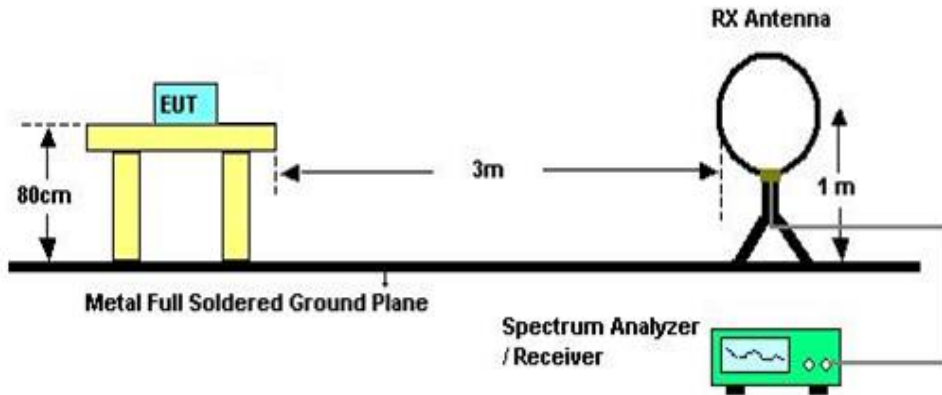 RX Antenna
EUT
80cm
3m
1 m
Metal Full Soldered Ground Plane
Spectrum Analyzer
/ Receiver